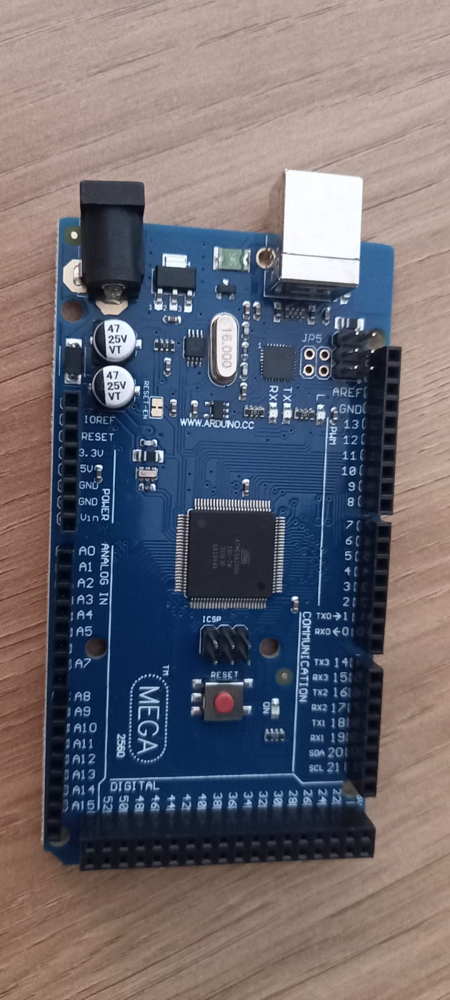 5A5
16.000
47
25V
VT
47
25V
VT
1 2 3
JP5
1
RESET-EN
RX
TX
L
WWW.ARDUINO.CC
IOREF
RESET
3.3V
5V
GND
GND
Vin
POWER
AREF
GND
13
12
11
10
9
8
PWM
7
6
5
4
3
2
TX0→1
RX0←0
A0
A1
A2
A3
A4
A5
A7
ANALOG IN
A8
A9
A10
A11
A12
A13
A14
A15
ATMEL
ATMEGA2560
16U-TW
ICSP
RESET
ON
COMMUNICATION
TX3 14
RX3 15
TX2 16
RX2 17
TX1 18
RX1 19
SDA 20
SCL 21
MEGA
TM
2560
DIGITAL
52 50 48 46 44 42 40 38 36 34 32 30 28 26 24 22